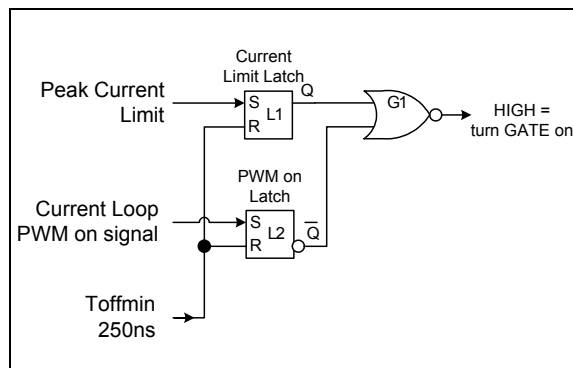 Current
Limit Latch
Peak Current
Limit
S
R
L1
Q
G1
HIGH =
turn GATE on
PWM on
Latch
Current Loop
PWM on signal
S
R
L2
Q̅
Toffmin
250ns